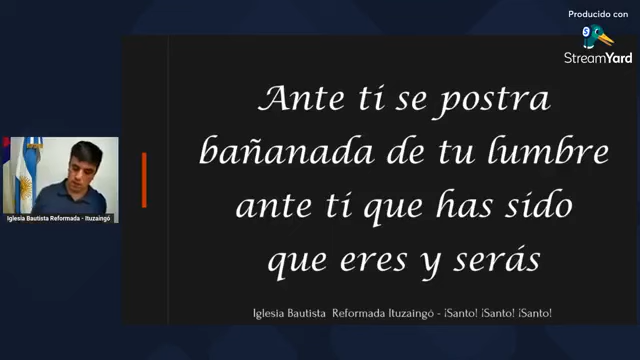 Producido con
StreamYard
Ante ti se postra
bañanada de tu lumbre
ante ti que has sido
que eres y serás
Iglesia Bautista Reformada - Ituzaingó
Iglesia Bautista Reformada Ituzaingó - ¡Santo! ¡Santo! ¡Santo!